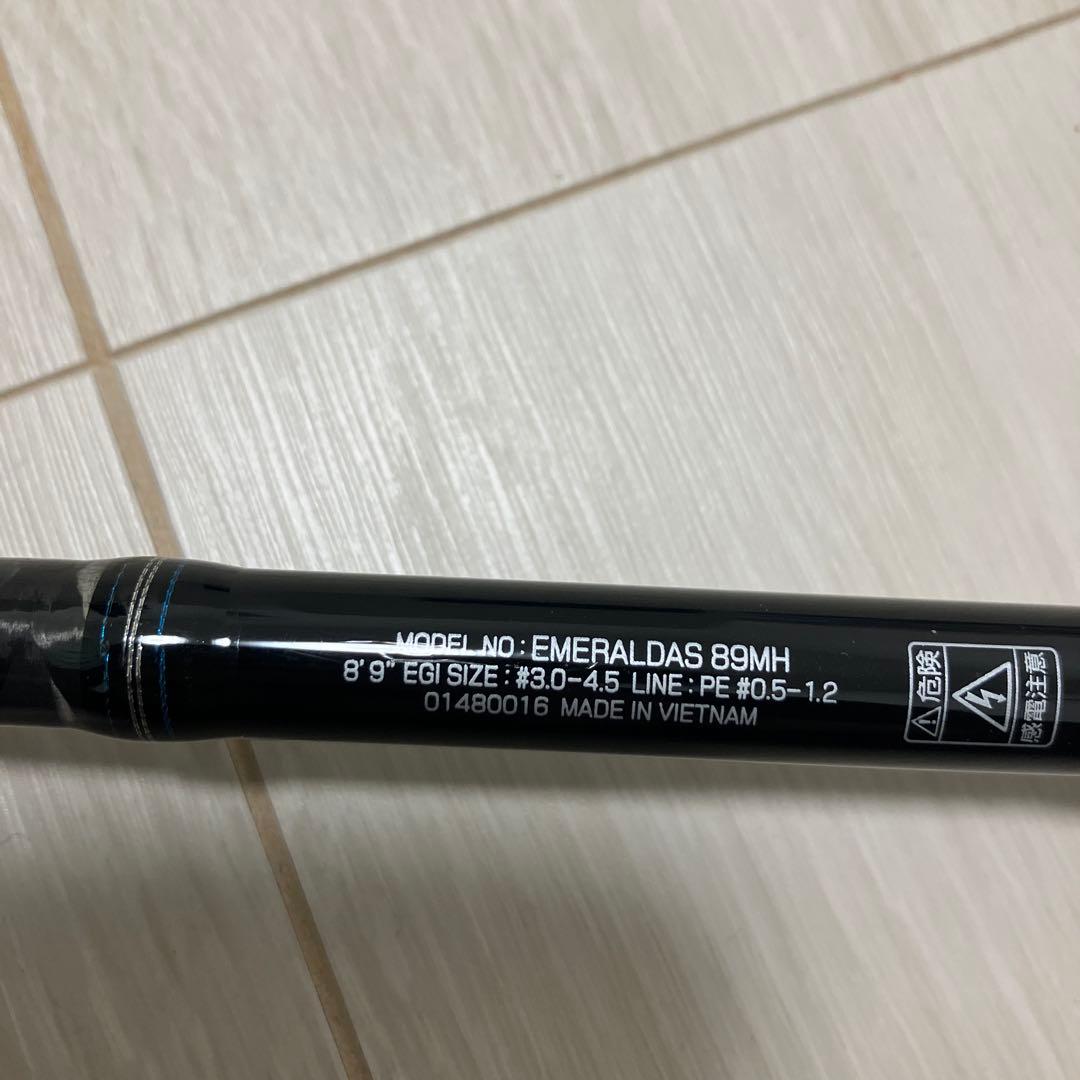 MODEL NO : EMERALDAS 89MH
8' 9" EGI SIZE : #3.0-4.5 LINE : PE #0.5-1.2
01480016 MADE IN VIETNAM
危険
感電注意